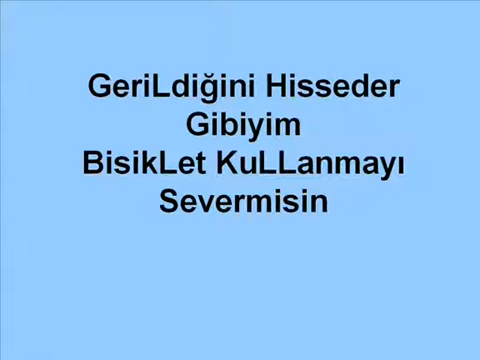 GeriLdiğini Hisseder
Gibiyim
BisikLet KuLLanmayı
Severmisin